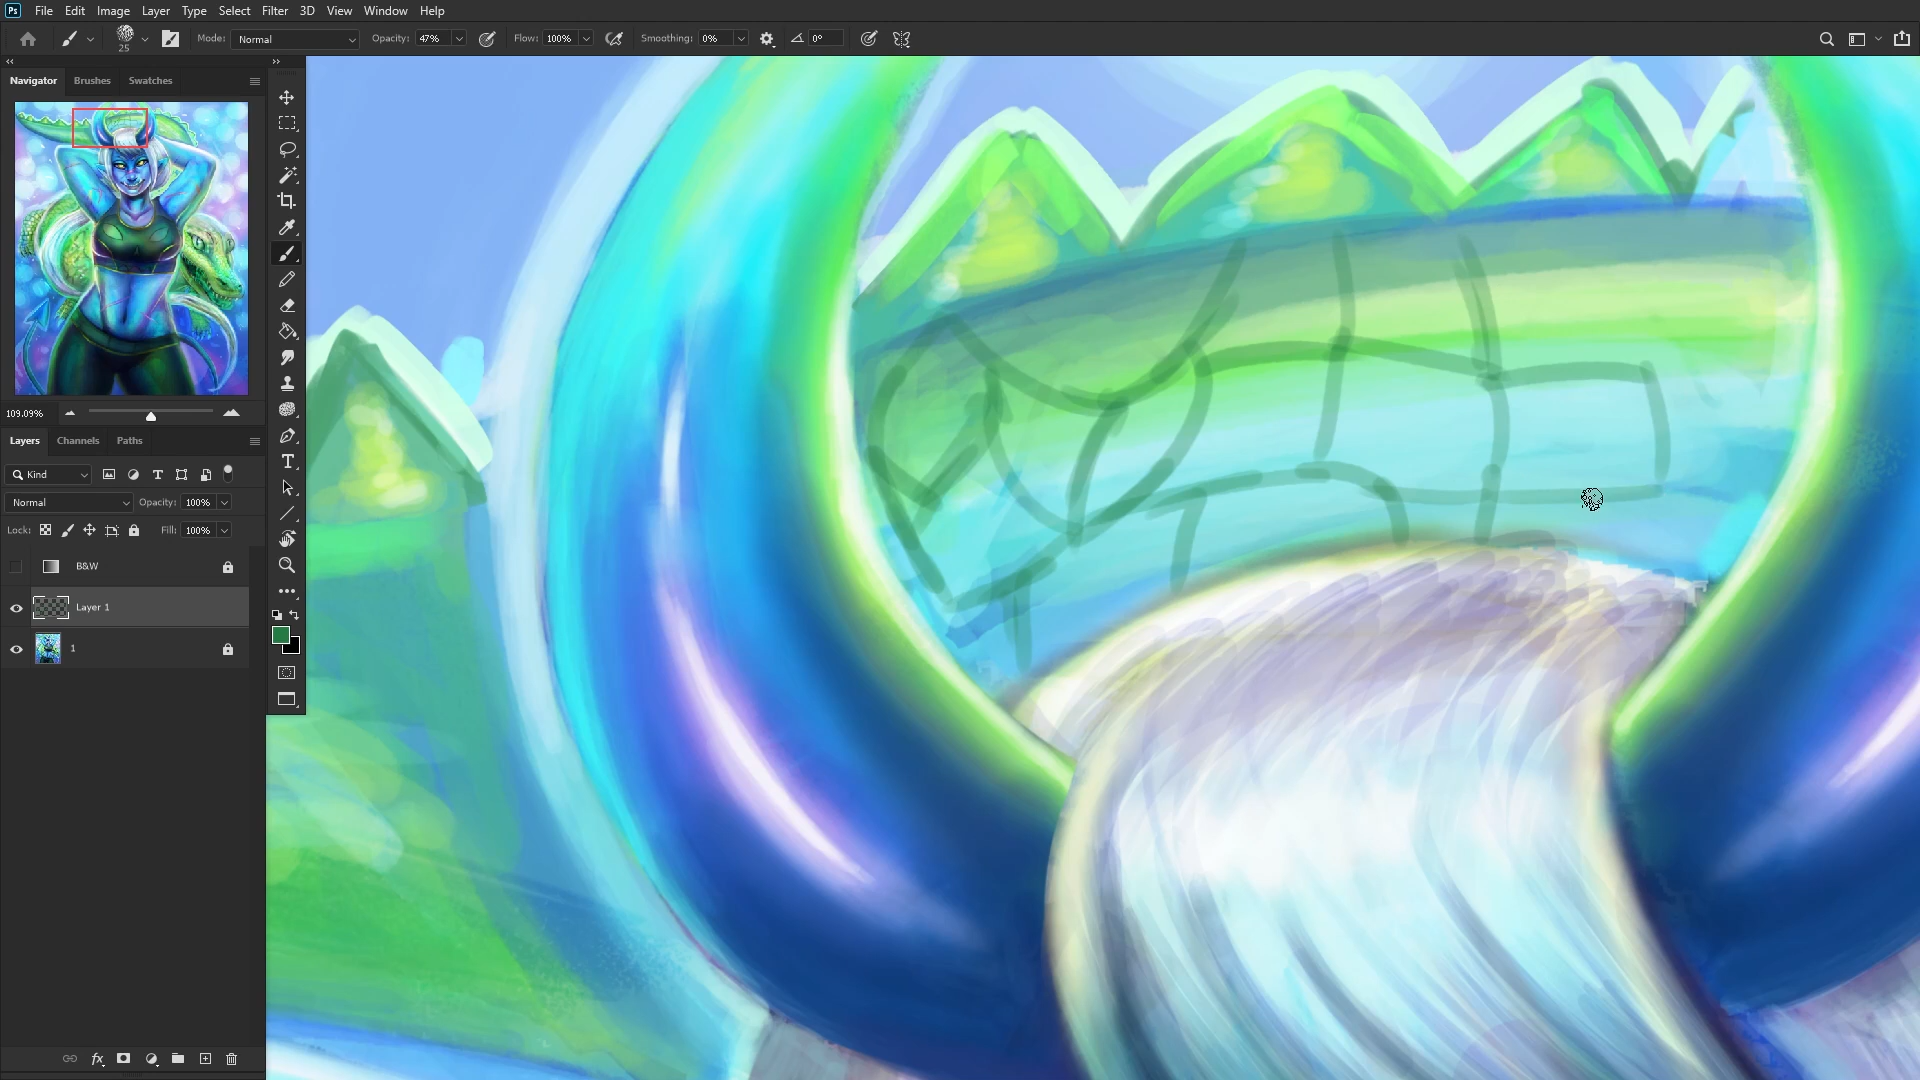 Ps File Edit Image Layer Type Select Filter 3D View Window Help
25 Mode: Normal Opacity: 47% Flow: 100% Smoothing: 0% 0°
Navigator Brushes Swatches
109.09%
Layers Channels Paths
Kind
Normal Opacity: 100%
Lock: Fill: 100%
B&W
Layer 1
1